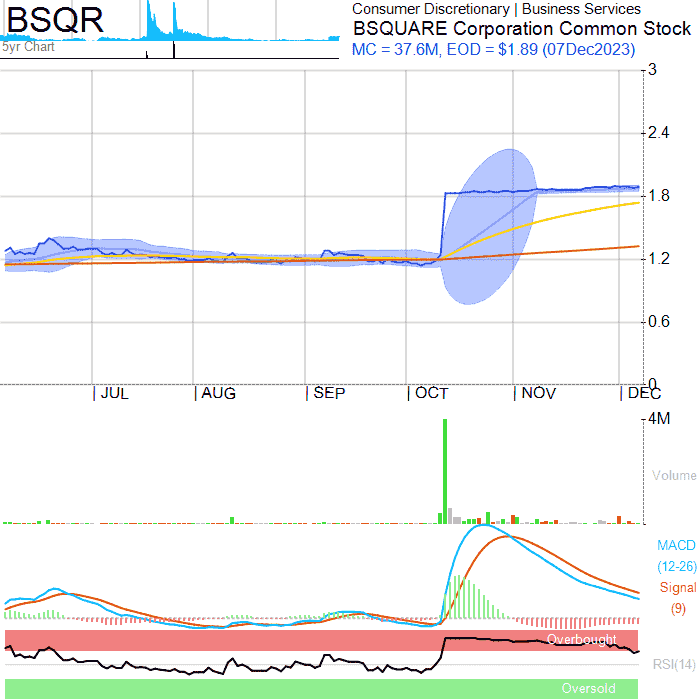 BSQR
5yr Chart
Consumer Discretionary | Business Services
BSQUARE Corporation Common Stock
MC = 37.6M, EOD = $1.89 (07Dec2023)
3
2.4
1.8
1.2
0.6
0
JUL
AUG
SEP
OCT
NOV
DEC
4M
Volume
MACD
(12-26)
Signal
(9)
Overbought
RSI(14)
Oversold